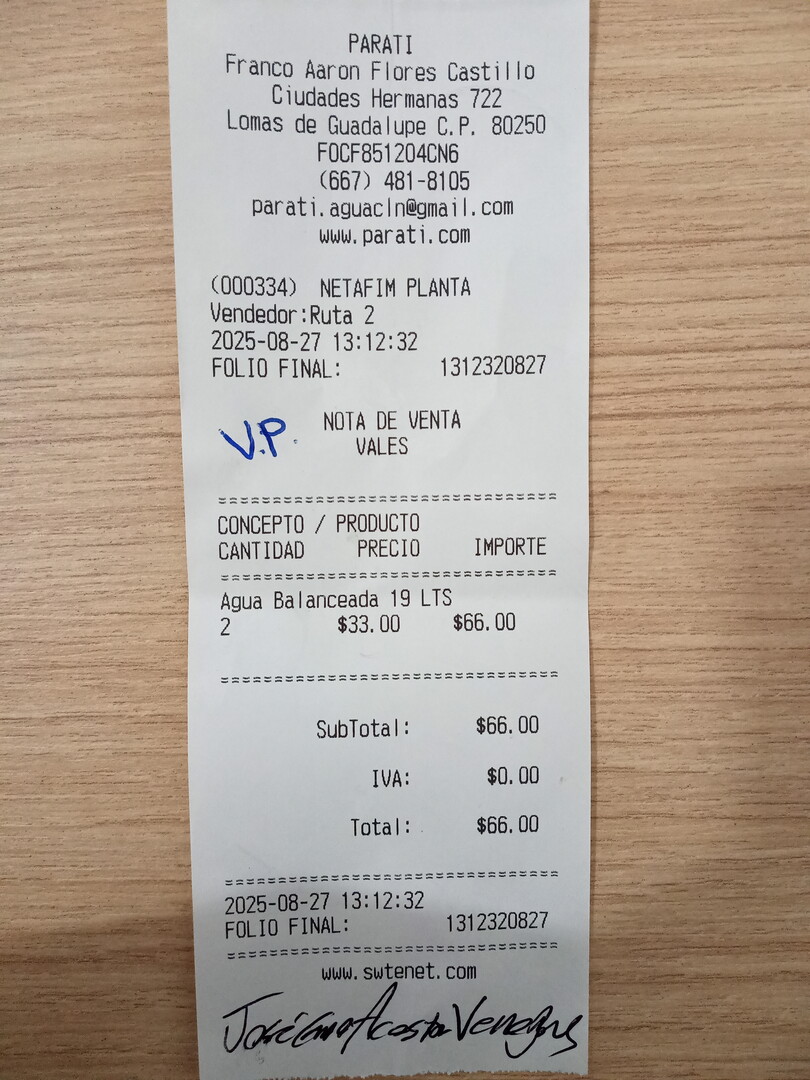 PARATI
Franco Aaron Flores Castillo
Ciudades Hermanas 722
Lomas de Guadalupe C.P. 80250
FOCF851204CN6
(667) 481-8105
parati.aguacln@gmail.com
www.parati.com
(000334) NETAFIM PLANTA
Vendedor:Ruta 2
2025-08-27 13:12:32
FOLIO FINAL: 1312320827
V.P. NOTA DE VENTA
VALES
================================
CONCEPTO / PRODUCTO
CANTIDAD PRECIO IMPORTE
================================
Agua Balanceada 19 LTS
2 $33.00 $66.00
================================
SubTotal: $66.00
IVA: $0.00
Total: $66.00
================================
2025-08-27 13:12:32
FOLIO FINAL: 1312320827
================================
www.swtenet.com
José Acosta